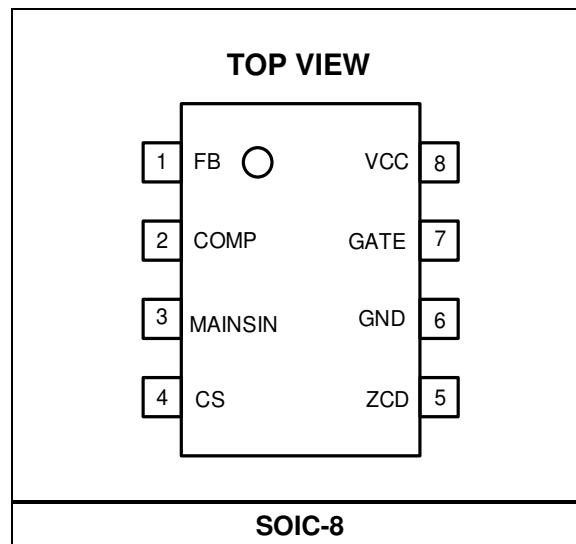 TOP VIEW
1 FB VCC 8
2 COMP GATE 7
3 MAINSIN GND 6
4 CS ZCD 5
SOIC-8